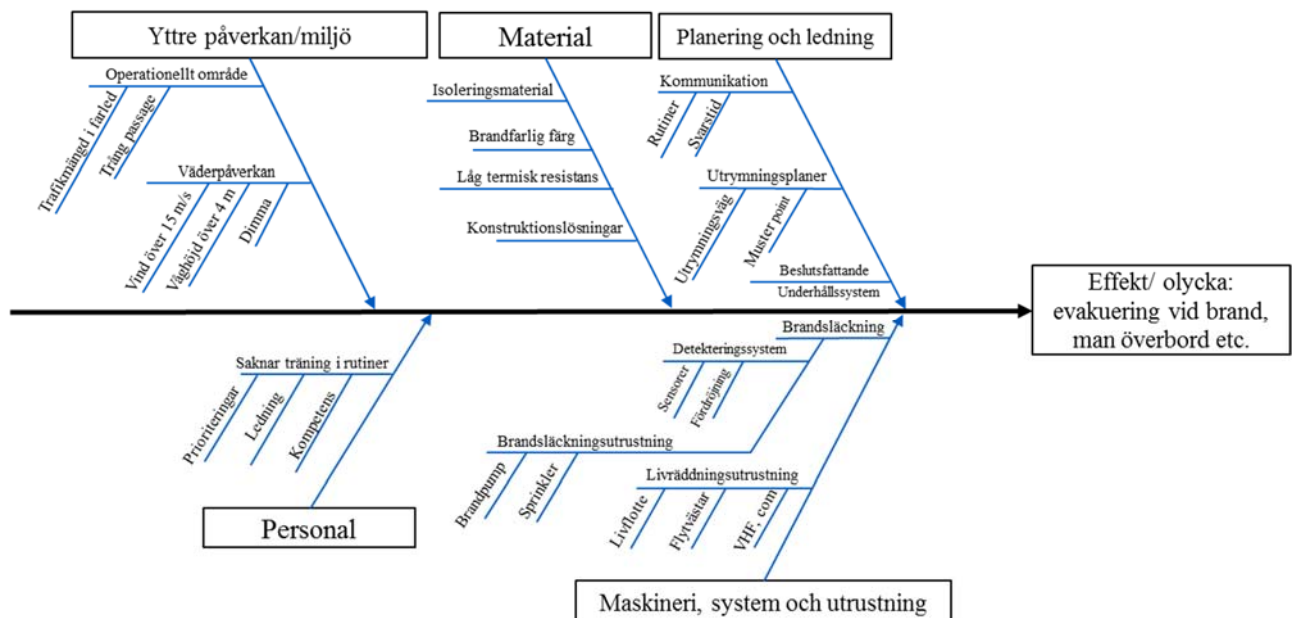 Yttre påverkan/miljö
Operationellt område
Trafikmängd i farled
Trång passage
Väderpåverkan
Vind över 15 m/s
Våghöjd över 4 m
Dimma
Material
Isoleringsmaterial
Brandfarlig färg
Låg termisk resistans
Konstruktionslösningar
Planering och ledning
Kommunikation
Rutiner
Svarstid
Utrymningsplaner
Utrymningsväg
Muster point
Beslutsfattande
Underhållssystem
Effekt/ olycka:
evakuering vid brand,
man överbord etc.
Saknar träning i rutiner
Prioriteringar
Ledning
Kompetens
Personal
Brandsläckning
Detekteringssystem
Sensorer
Fördröjning
Brandsläckningsutrustning
Brandpump
Sprinkler
Livräddningsutrustning
Livflotte
Flytvästar
VHF, com
Maskineri, system och utrustning